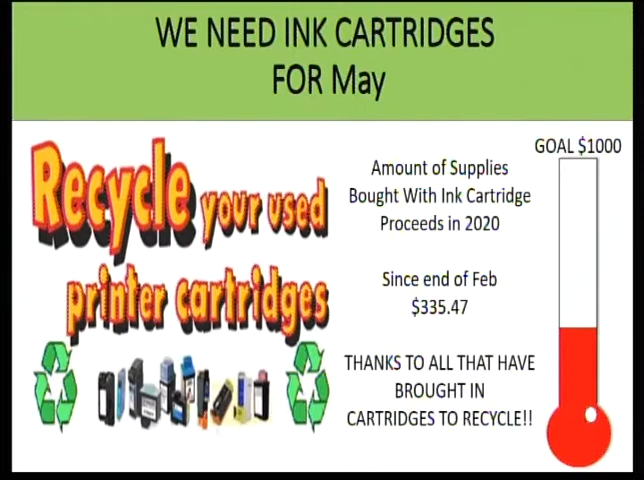 WE NEED INK CARTRIDGES
FOR May
Recycle your used
printer cartridges
Amount of Supplies
Bought With Ink Cartridge
Proceeds in 2020
Since end of Feb
$335.47
THANKS TO ALL THAT HAVE
BROUGHT IN
CARTRIDGES TO RECYCLE!!
GOAL $1000